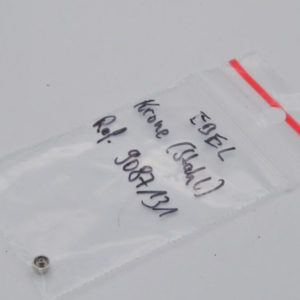 EBEL
Krone (Stahl)
Ref. 9087131